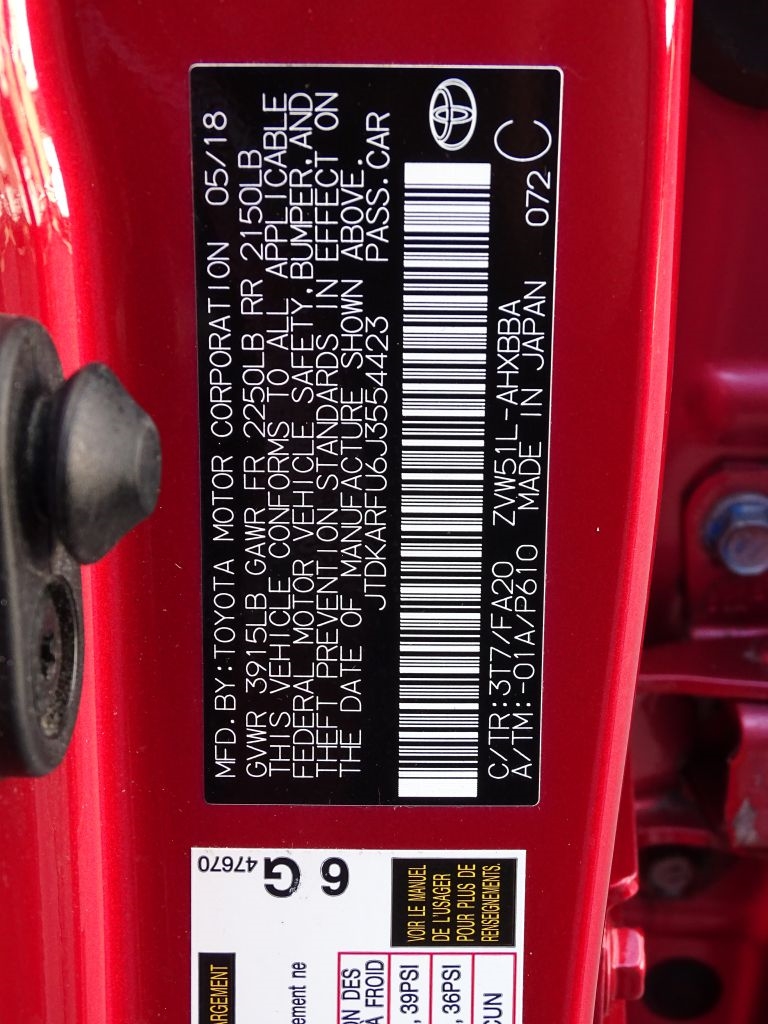 MFD.BY:TOYOTA MOTOR CORPORATION 05/18
GVWR 3915LB GAWR FR 2250LB RR 2150LB
THIS VEHICLE CONFORMS TO ALL APPLICABLE
FEDERAL MOTOR VEHICLE SAFETY,BUMPER,AND
THEFT PREVENTION STANDARDS IN EFFECT ON
THE DATE OF MANUFACTURE SHOWN ABOVE.
JTDKARFU6J3554423 PASS.CAR
C/TR:3T7/FA20 ZVW51L-AHXBBA 072 C
A/TM:-01A/P610 MADE IN JAPAN
47670
G
6
VOIR LE MANUEL
DE L'USAGER
POUR PLUS DE
RENSEIGNEMENTS.
ARGEMENT
ement ne
ON DES
À FROID
, 39PSI
, 36PSI
CUN